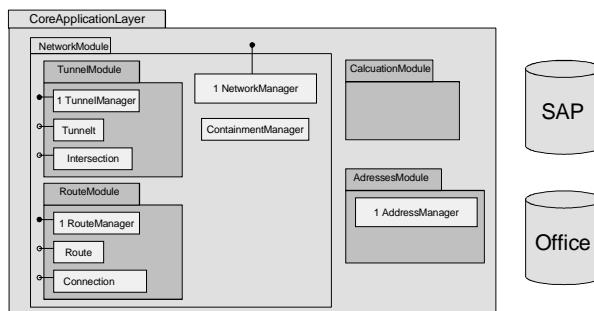 CoreApplicationLayer
NetworkModule
TunnelModule
1 TunnelManager
Tunnelt
Intersection
1 NetworkManager
ContainmentManager
RouteModule
1 RouteManager
Route
Connection
CalcuationModule
AdressesModule
1 AddressManager
SAP
Office